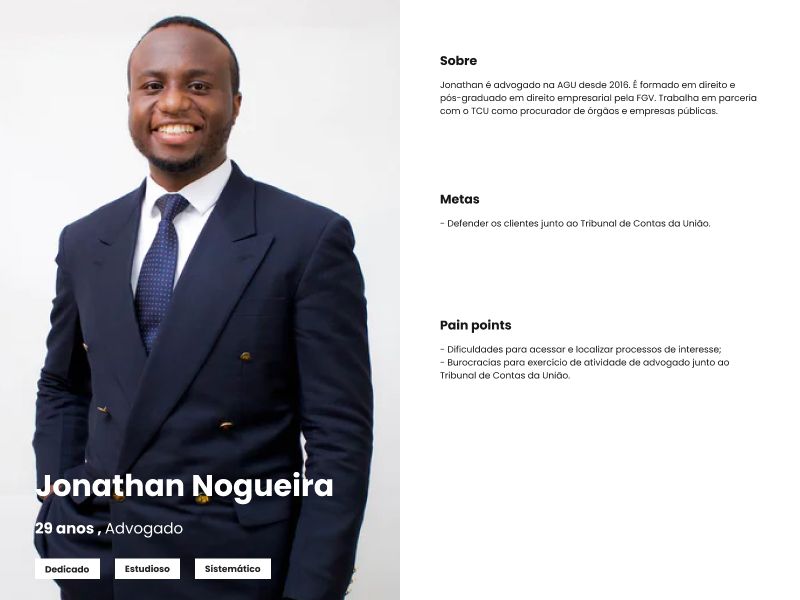 Jonathan Nogueira
29 anos , Advogado
Dedicado
Estudioso
Sistemático
Sobre
Jonathan é advogado na AGU desde 2016. É formado em direito e
pós-graduado em direito empresarial pela FGV. Trabalha em parceria
com o TCU como procurador de órgãos e empresas públicas.
Metas
- Defender os clientes junto ao Tribunal de Contas da União.
Pain points
- Dificuldades para acessar e localizar processos de interesse;
- Burocracias para exercício de atividade de advogado junto ao
Tribunal de Contas da União.